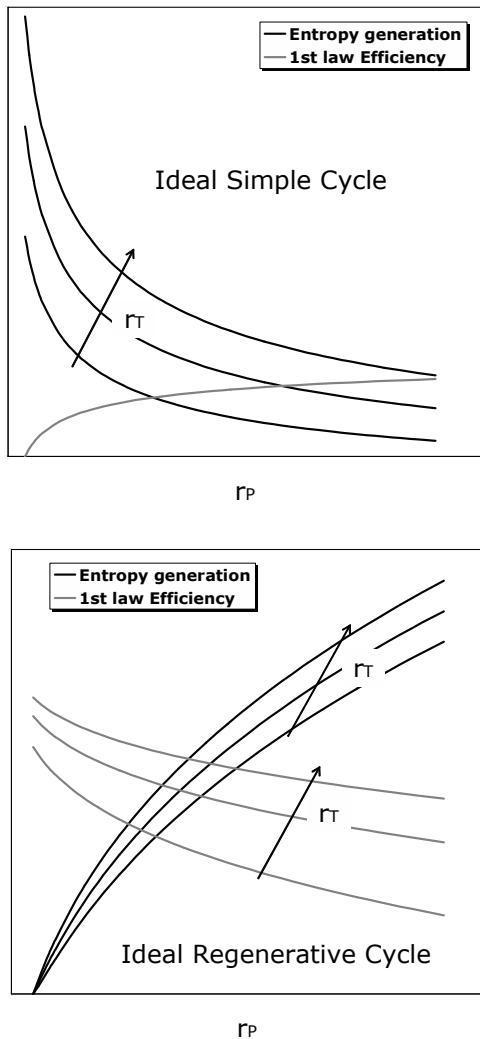 Entropy generation
1st law Efficiency
Ideal Simple Cycle
rT
rP
Entropy generation
1st law Efficiency
rT
rT
Ideal Regenerative Cycle
rP